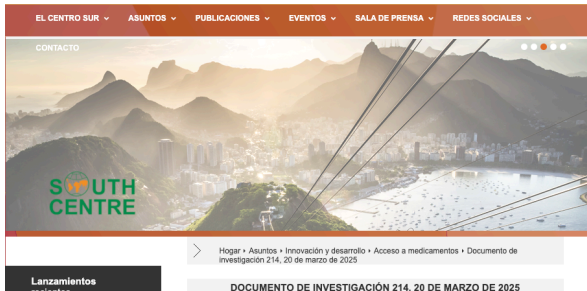 EL CENTRO SUR ASUNTOS PUBLICACIONES EVENTOS SALA DE PRENSA REDES SOCIALES
CONTACTO
SOUTH
CENTRE
Hogar ▸ Asuntos ▸ Innovación y desarrollo ▸ Acceso a medicamentos ▸ Documento de
investigación 214, 20 de marzo de 2025
Lanzamientos
DOCUMENTO DE INVESTIGACIÓN 214, 20 DE MARZO DE 2025